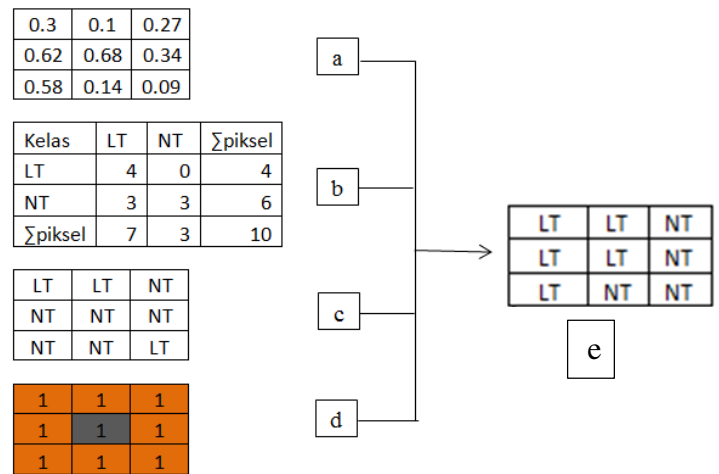 0.3 0.1 0.27
0.62 0.68 0.34
0.58 0.14 0.09
a
Kelas LT NT ∑piksel
LT 4 0 4
NT 3 3 6
∑piksel 7 3 10
b
LT LT NT
NT NT NT
NT NT LT
c
1 1 1
1 1 1
1 1 1
d
LT LT NT
LT LT NT
LT NT NT
e